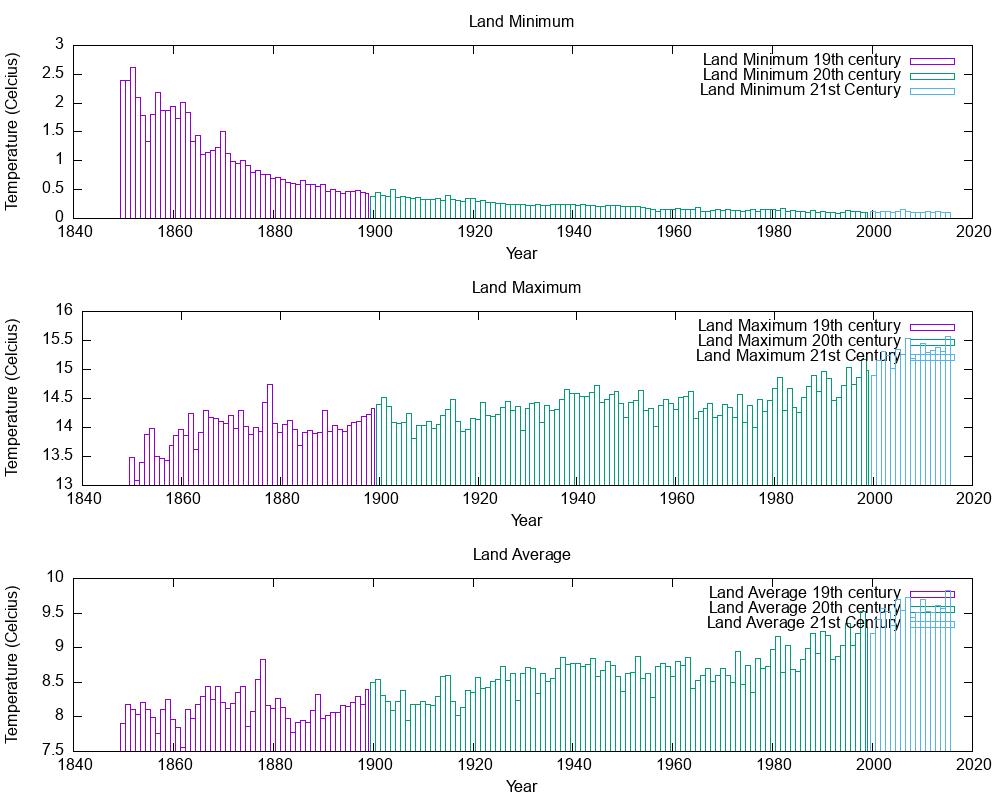 Land Minimum
Temperature (Celcius)
3
2.5
2
1.5
1
0.5
0
Land Minimum 19th century
Land Minimum 20th century
Land Minimum 21st Century
1840 1860 1880 1900 1920 1940 1960 1980 2000 2020
Year
Land Maximum
Temperature (Celcius)
16
15.5
15
14.5
14
13.5
13
Land Maximum 19th century
Land Maximum 20th century
Land Maximum 21st Century
1840 1860 1880 1900 1920 1940 1960 1980 2000 2020
Year
Land Average
Temperature (Celcius)
10
9.5
9
8.5
8
7.5
Land Average 19th century
Land Average 20th century
Land Average 21st Century
1840 1860 1880 1900 1920 1940 1960 1980 2000 2020
Year